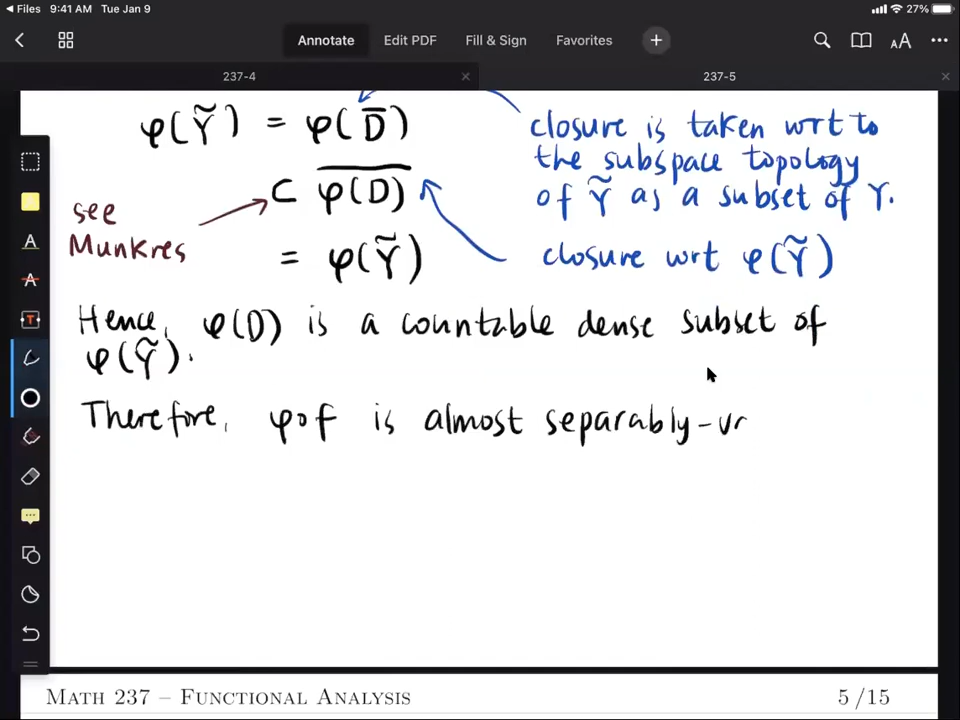 Files 9:41 AM Tue Jan 9 27%
Annotate Edit PDF Fill & Sign Favorites
237-4 237-5
φ(Ỹ) = φ(D̅)
⊂ \overline{φ(D)}
= φ(Ỹ)
see
Munkres
closure is taken wrt to
the subspace topology
of Ỹ as a subset of Y.
closure wrt φ(Ỹ)
Hence, φ(D) is a countable dense subset of
φ(Ỹ).
Therefore, φ∘f is almost separably-
MATH 237 – FUNCTIONAL ANALYSIS 5/15